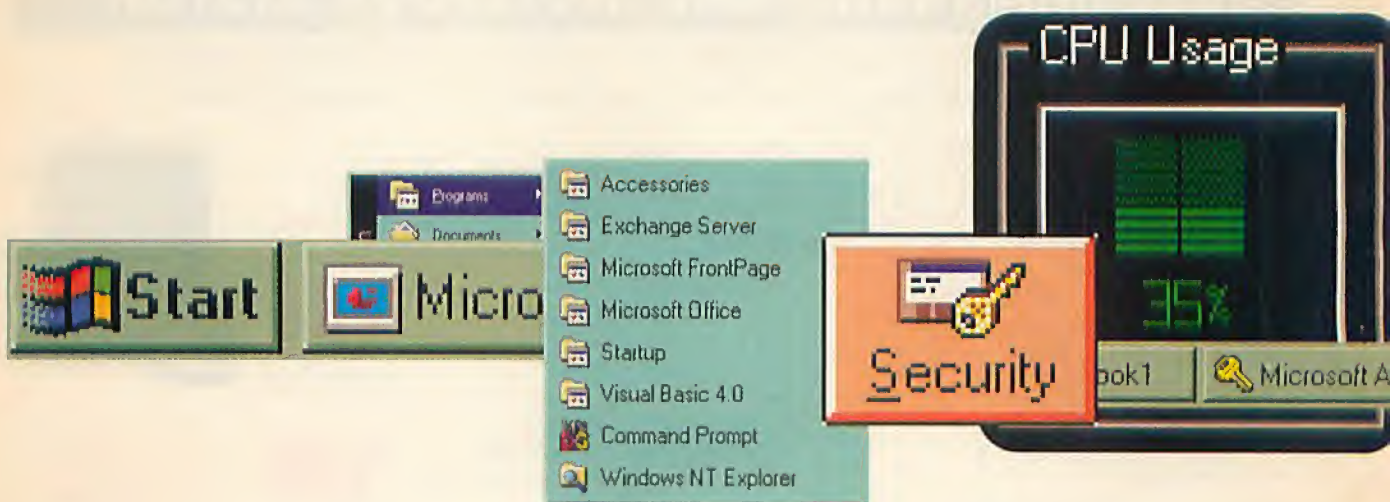 CPU Usage
35%
Programs
Documents
Start
Micro
Accessories
Exchange Server
Microsoft FrontPage
Microsoft Office
Startup
Visual Basic 4.0
Command Prompt
Windows NT Explorer
Security
ook1
Microsoft A